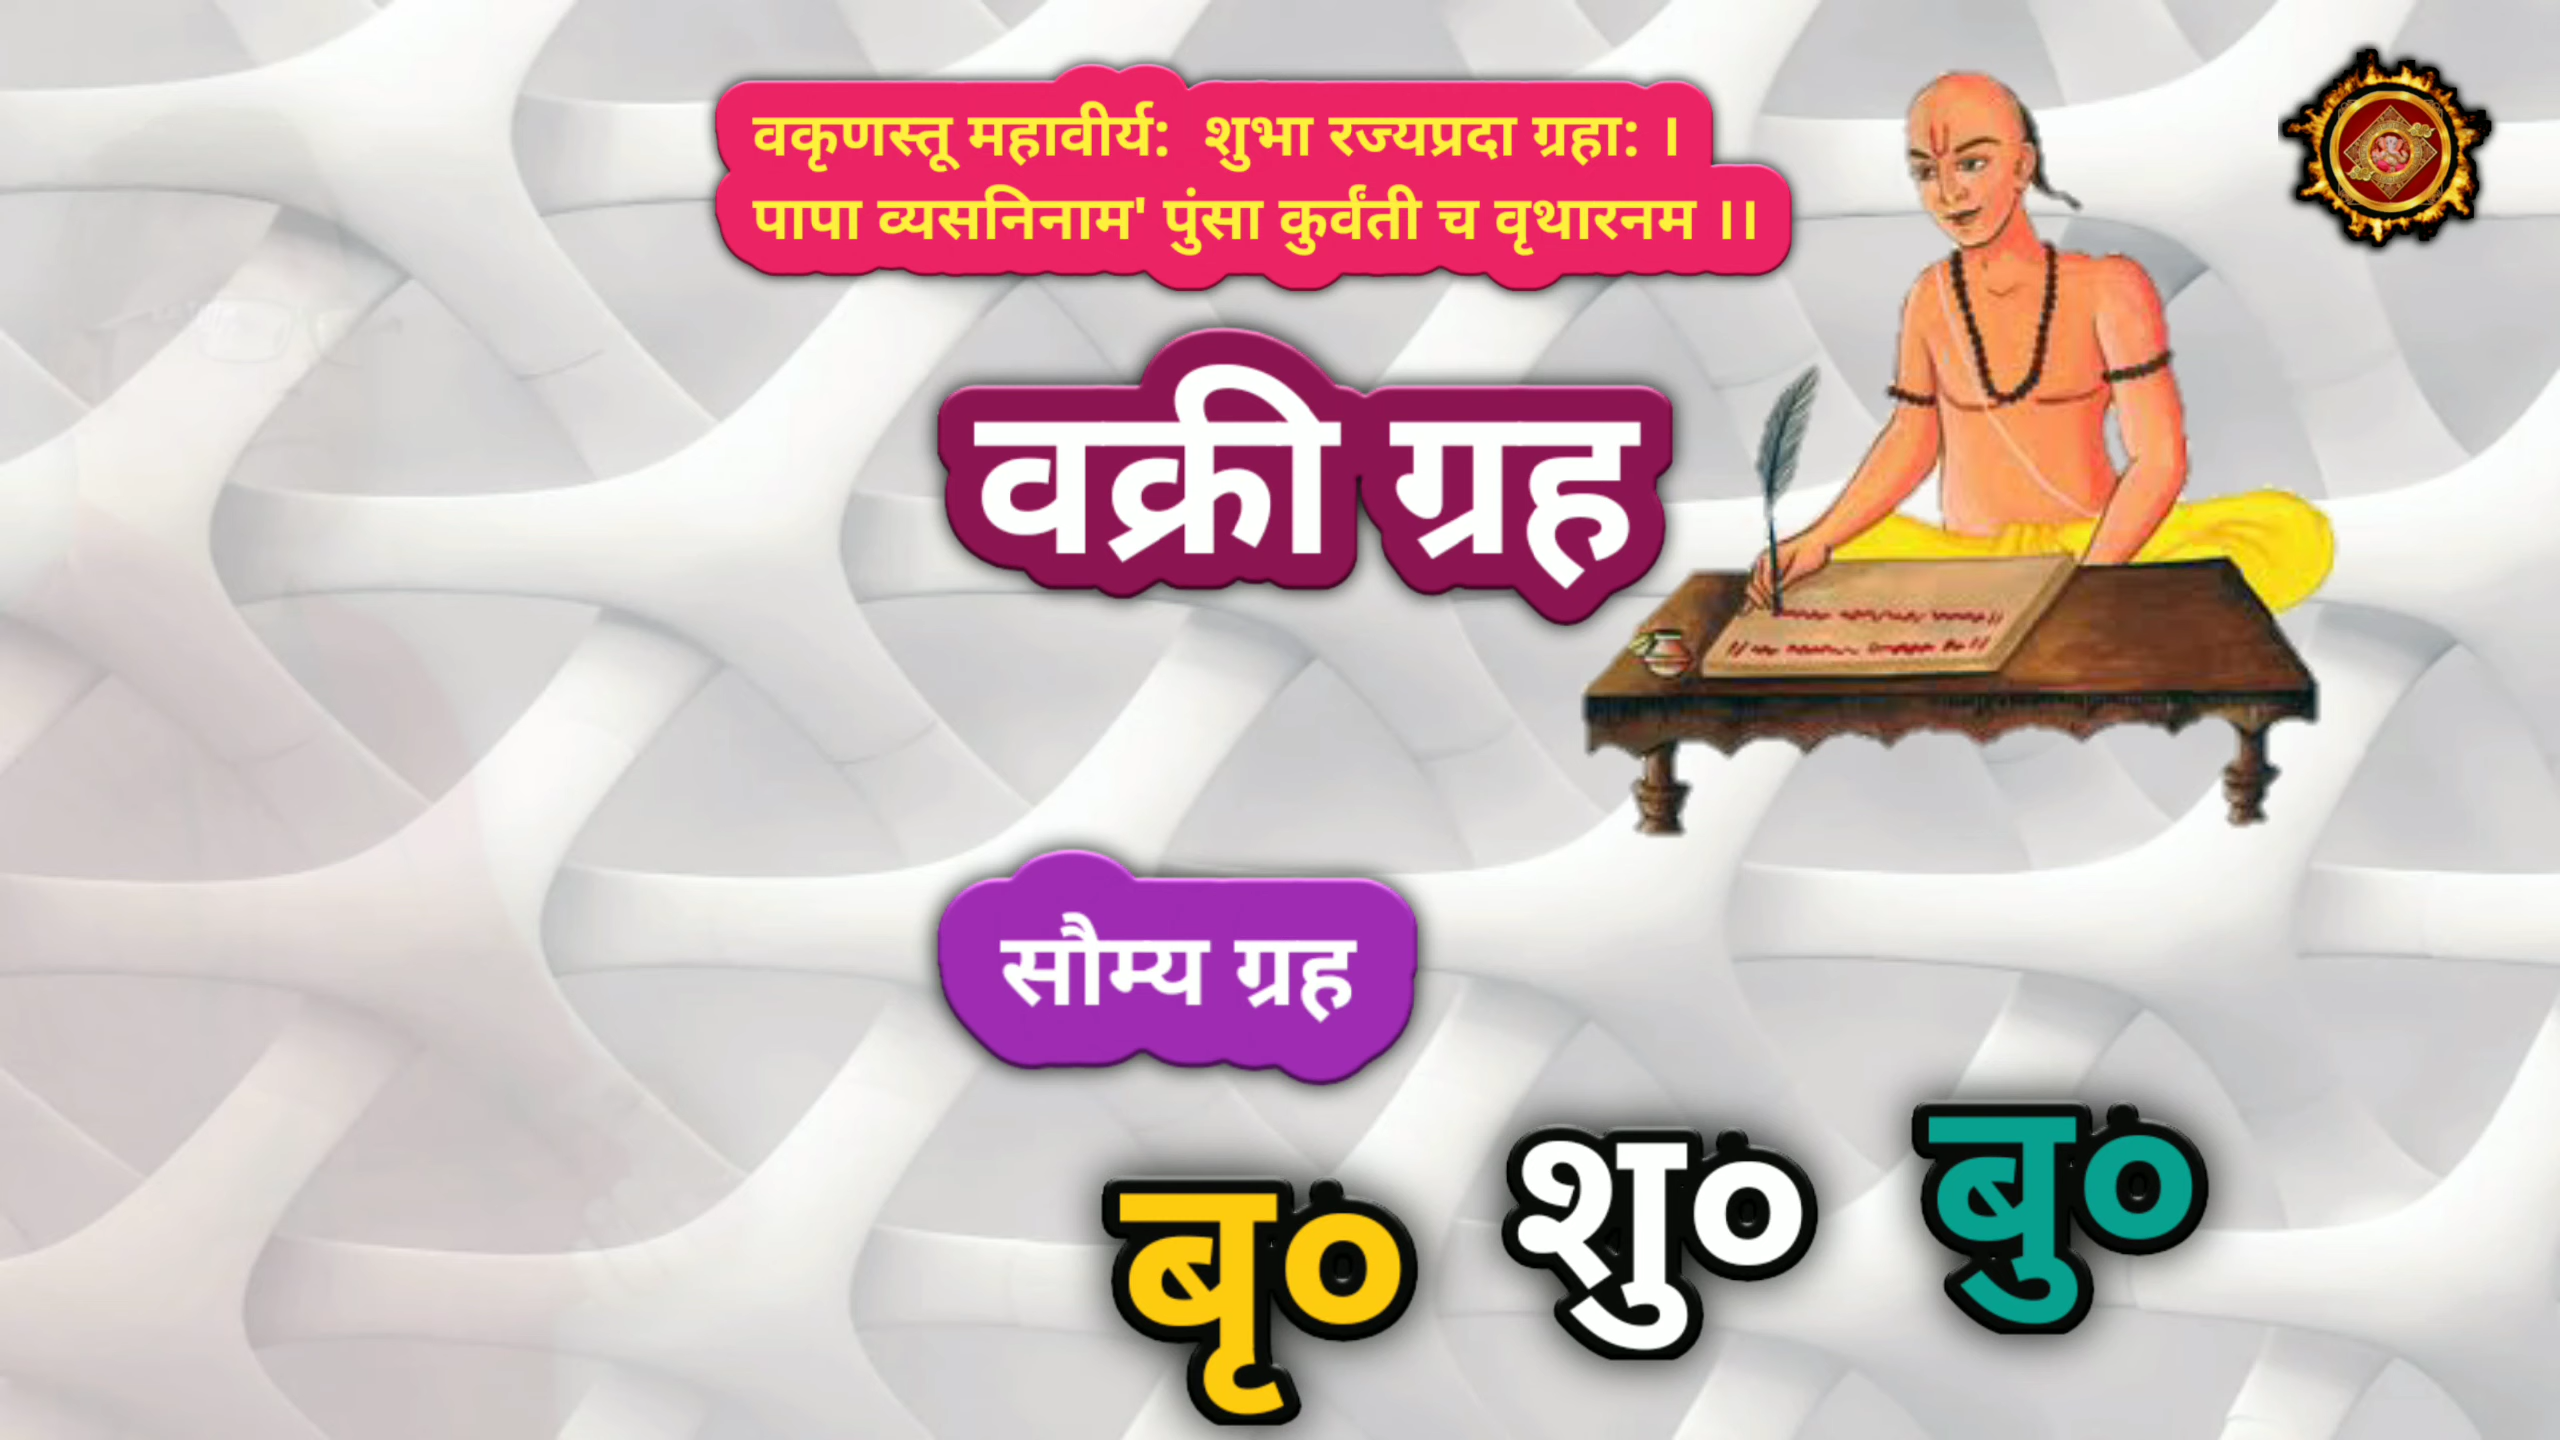 वकृणस्तू महावीर्य: शुभा रज्यप्रदा ग्रहा: ।
पापा व्यसनिनाम' पुंसा कुर्वंती च वृथारनम ।।
वक्री ग्रह
सौम्य ग्रह
बृ० शु० बु०